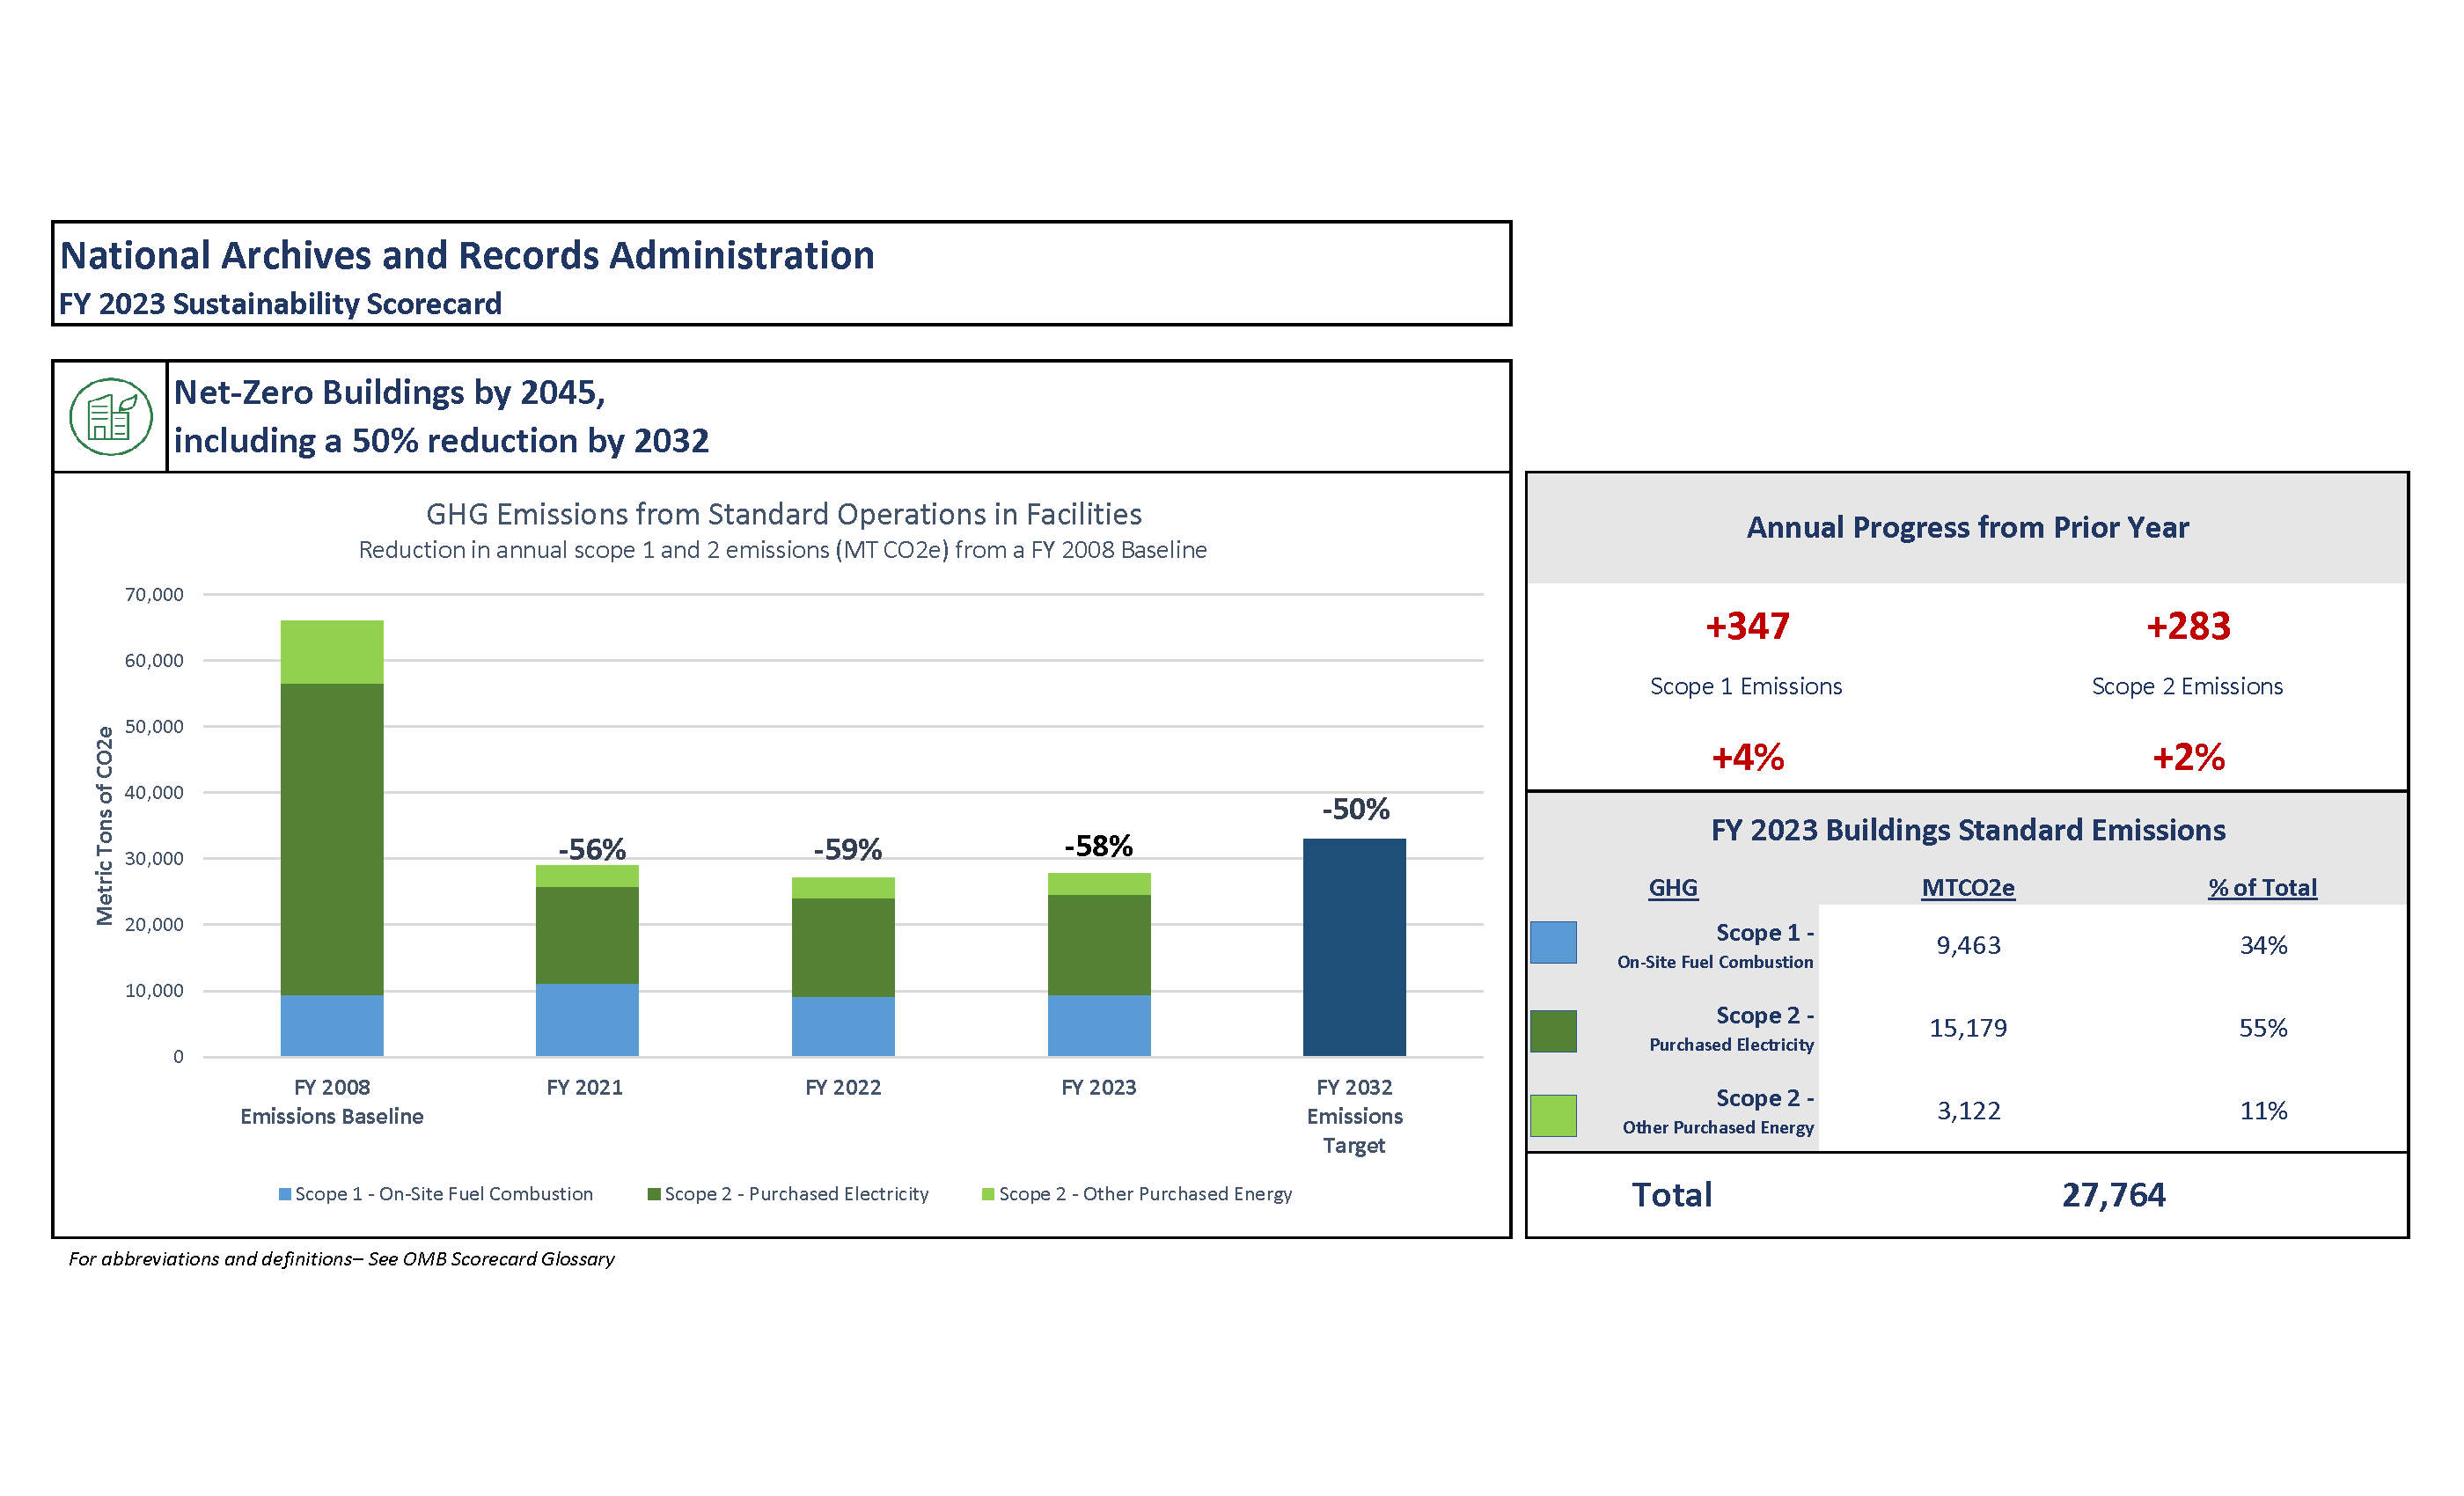 National Archives and Records Administration
FY 2023 Sustainability Scorecard
Net-Zero Buildings by 2045,
including a 50% reduction by 2032
GHG Emissions from Standard Operations in Facilities
Reduction in annual scope 1 and 2 emissions (MT CO2e) from a FY 2008 Baseline
Metric Tons of CO2e
70,000
60,000
50,000
40,000
30,000
20,000
10,000
0
-56%
-59%
-58%
-50%
FY 2008
Emissions Baseline
FY 2021
FY 2022
FY 2023
FY 2032
Emissions
Target
Scope 1 - On-Site Fuel Combustion
Scope 2 - Purchased Electricity
Scope 2 - Other Purchased Energy
For abbreviations and definitions– See OMB Scorecard Glossary
Annual Progress from Prior Year
+347 +283
Scope 1 Emissions Scope 2 Emissions
+4% +2%
FY 2023 Buildings Standard Emissions
GHG MTCO2e % of Total
Scope 1 -
On-Site Fuel Combustion
9,463 34%
Scope 2 -
Purchased Electricity
15,179 55%
Scope 2 -
Other Purchased Energy
3,122 11%
Total 27,764